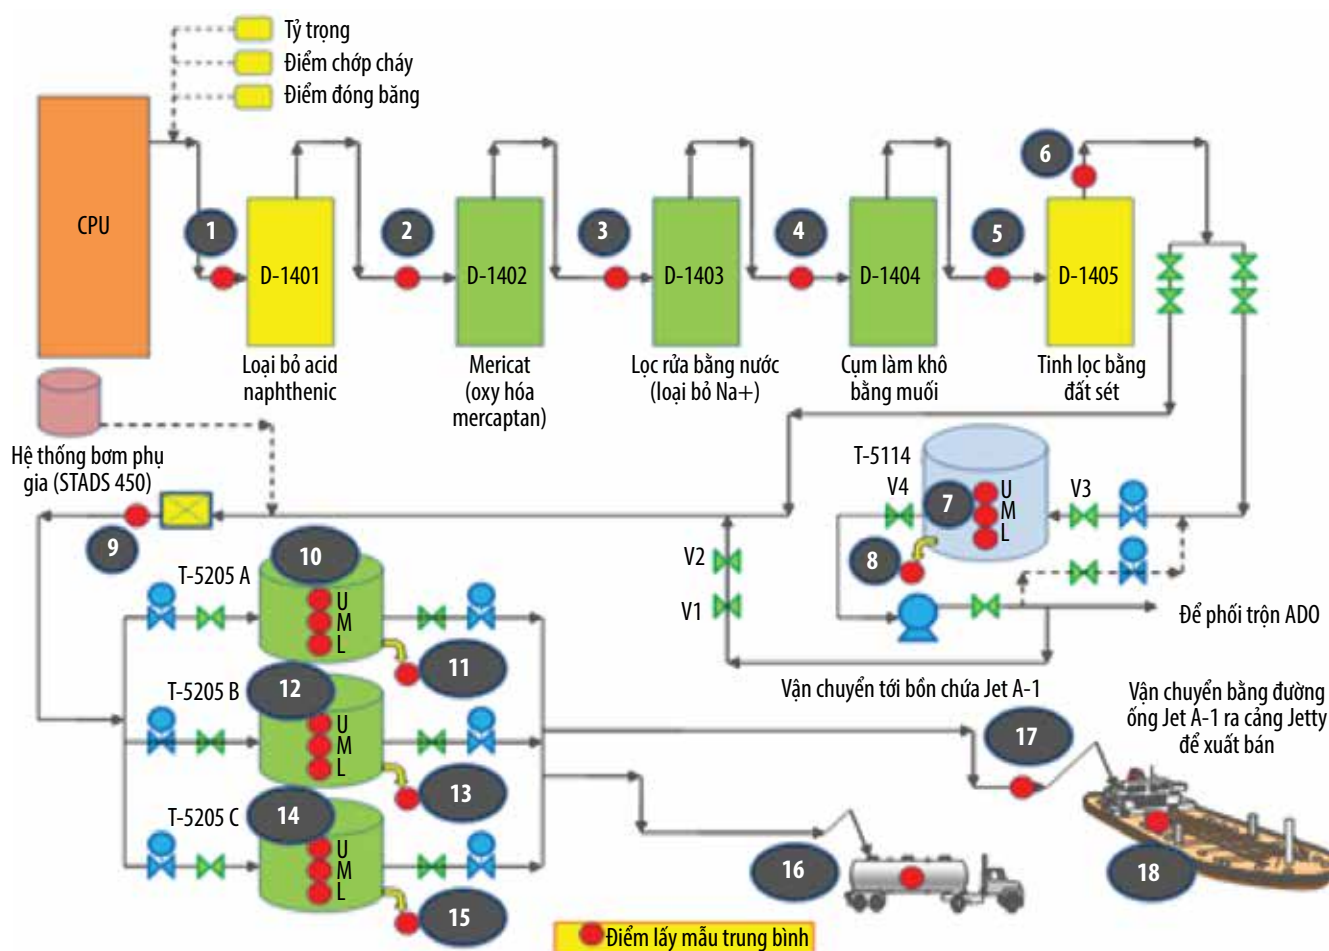 Tỷ trọng
Điểm chớp cháy
Điểm đóng băng
CPU
1
2
3
4
5
6
D-1401
D-1402
D-1403
D-1404
D-1405
Loại bỏ acid
naphthenic
Mericat
(oxy hóa
mercaptan)
Lọc rửa bằng nước
(loại bỏ Na+)
Cụm làm khô
bằng muối
Tinh lọc bằng
đất sét
Hệ thống bơm phụ
gia (STADS 450)
T-5114
V4
7
U
M
L
V3
8
9
V2
V1
Để phối trộn ADO
T-5205 A
10
U
M
L
11
Vận chuyển tới bồn chứa Jet A-1
T-5205 B
12
U
M
L
13
Vận chuyển bằng đường
ống Jet A-1 ra cảng Jetty
để xuất bán
17
T-5205 C
14
U
M
L
15
16
18
Điểm lấy mẫu trung bình